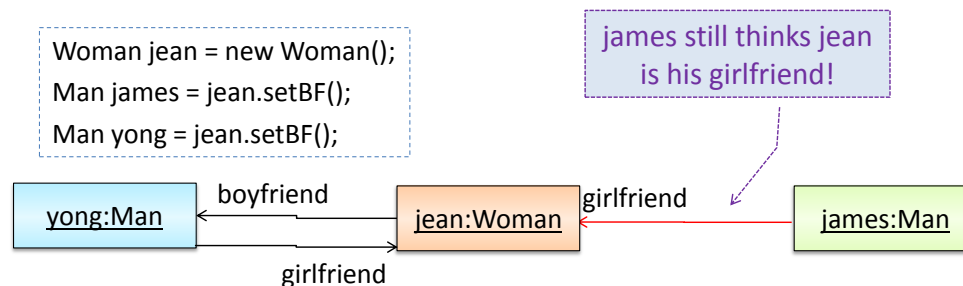 Woman jean = new Woman();
Man james = jean.setBF();
Man yong = jean.setBF();
james still thinks jean
is his girlfriend!
boyfriend
girlfriend
yong:Man
jean:Woman
james:Man
girlfriend